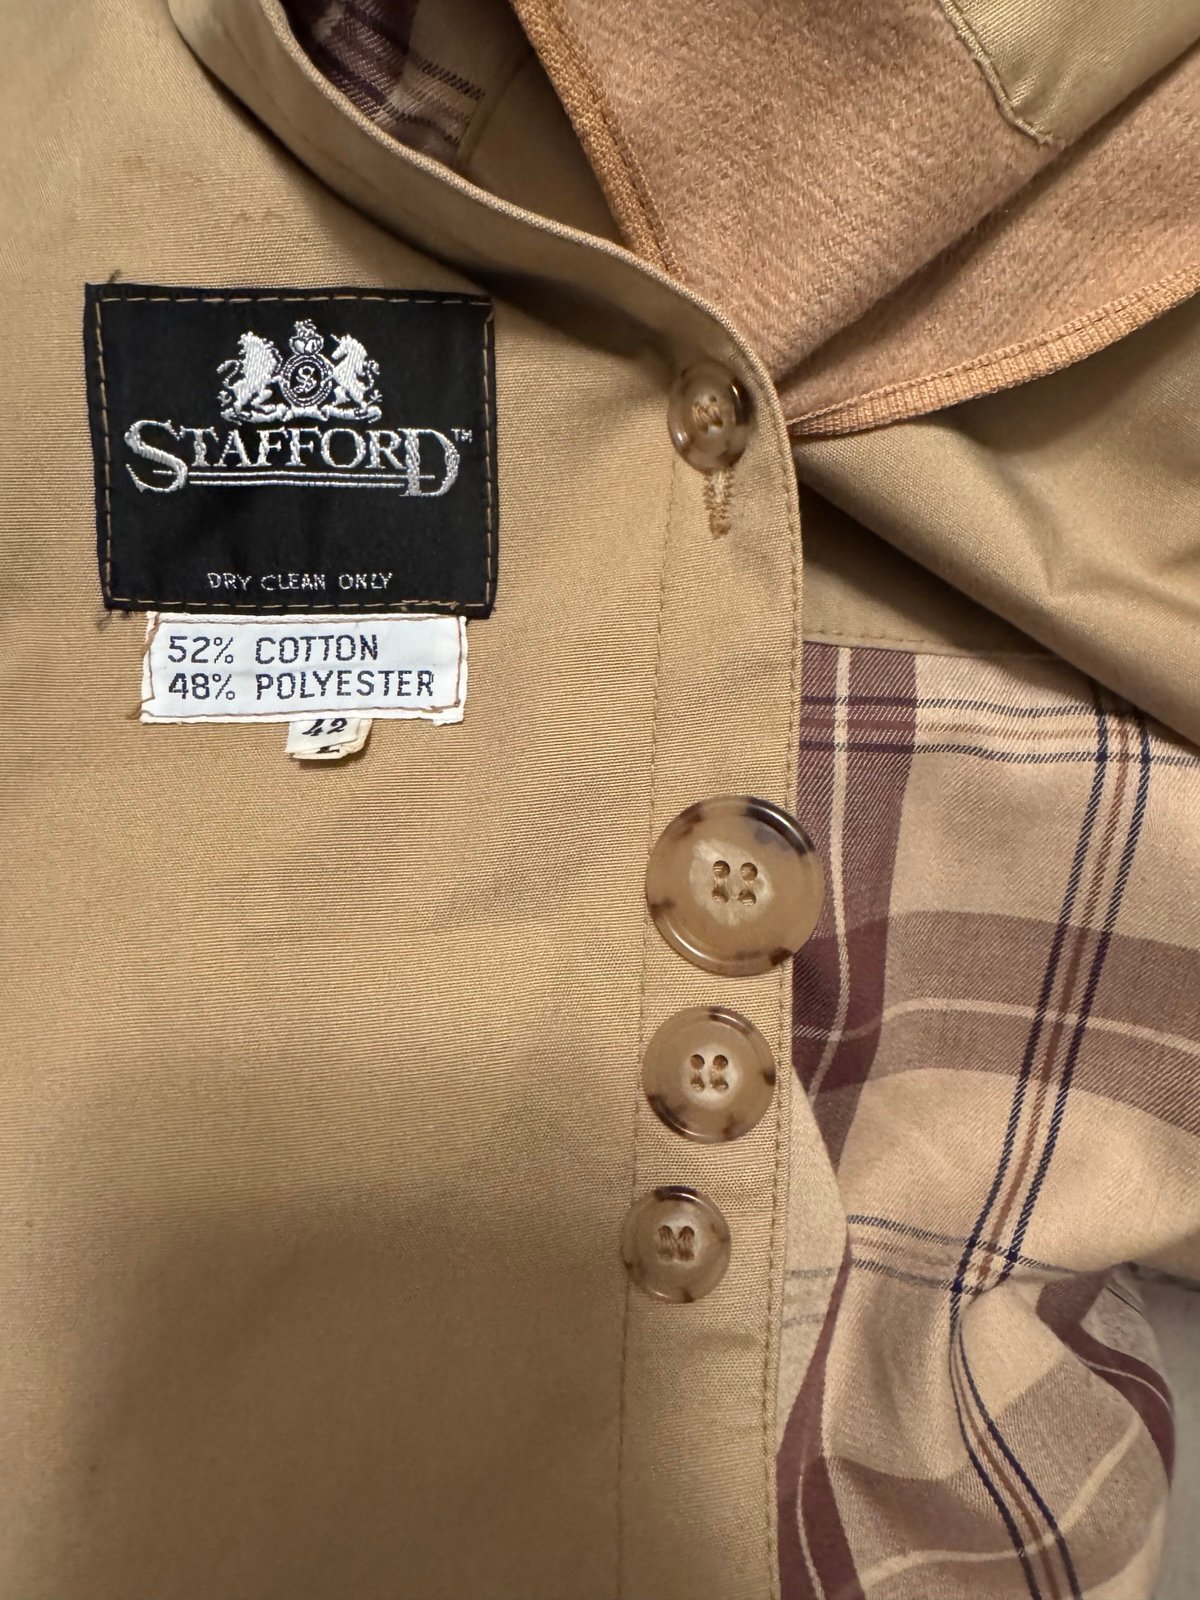 STAFFORD™
DRY CLEAN ONLY
52% COTTON
48% POLYESTER
42